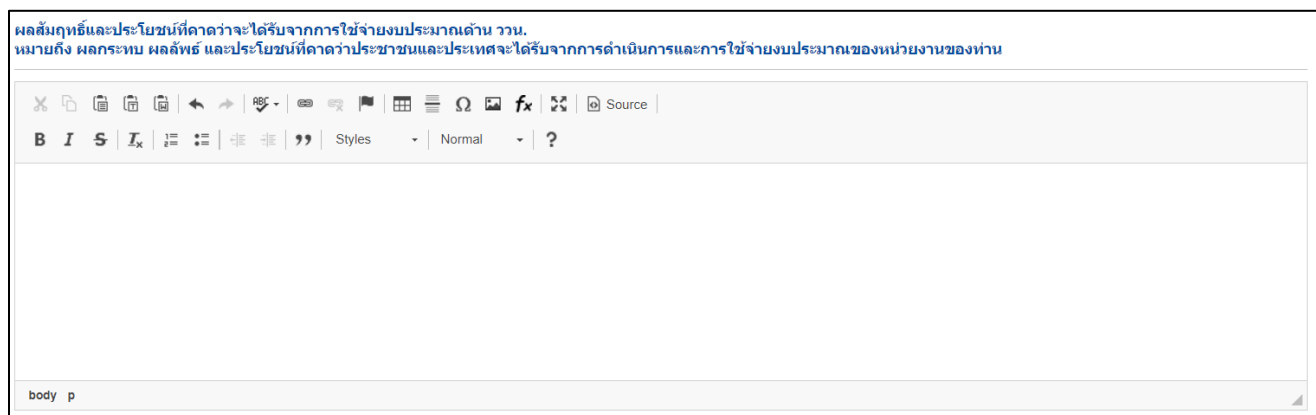 ผลสัมฤทธิ์และประโยชน์ที่คาดว่าจะได้รับจากการใช้จ่ายงบประมาณด้าน ววน.
หมายถึง ผลกระทบ ผลลัพธ์ และประโยชน์ที่คาดว่าประชาชนและประเทศจะได้รับจากการดำเนินการและการใช้จ่ายงบประมาณของหน่วยงานของท่าน
ABC Ω fx Source
B I S Ix Styles Normal ?
body p